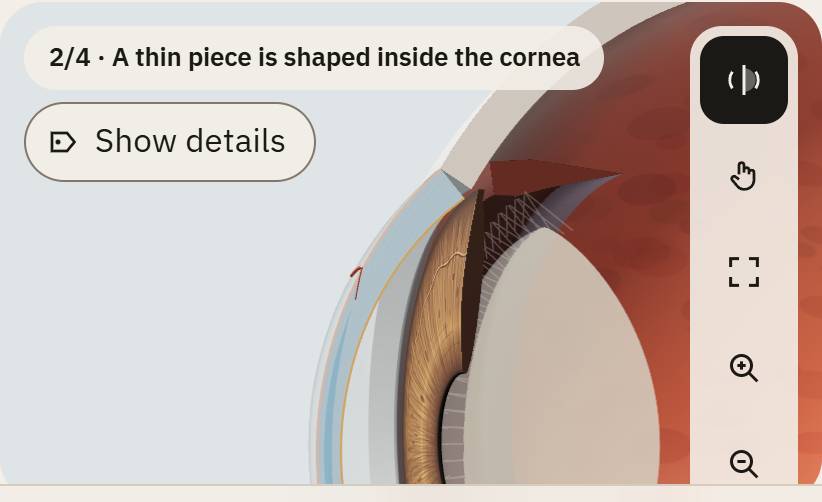 2/4 · A thin piece is shaped inside the cornea
Show details